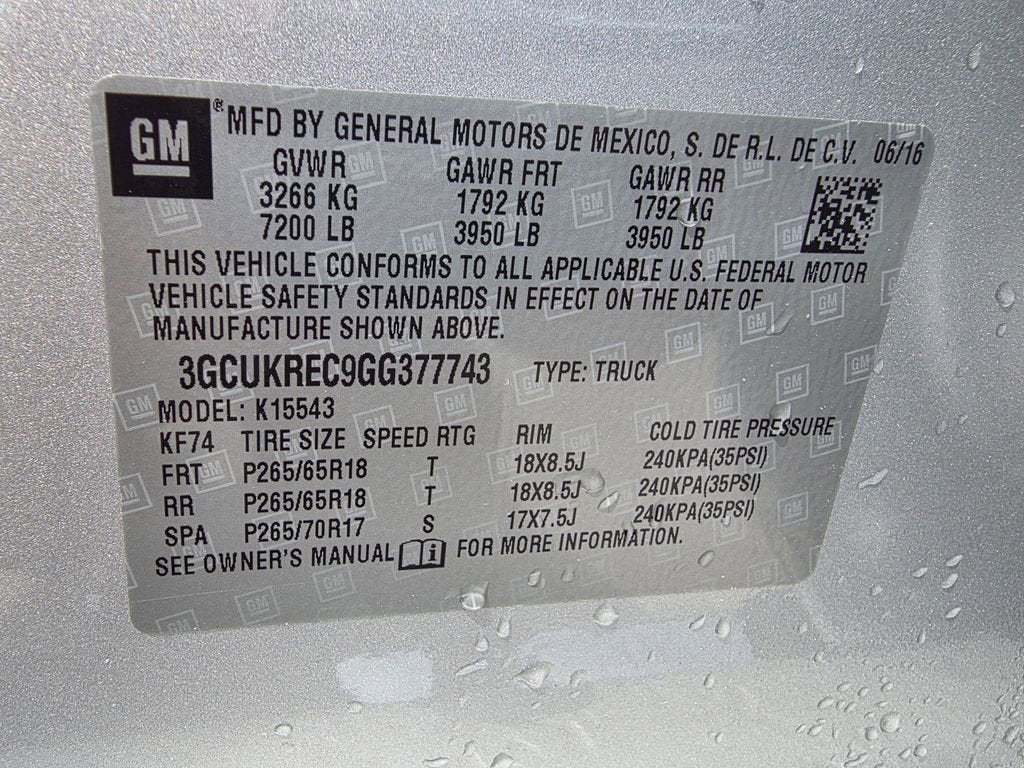 GM
® MFD BY GENERAL MOTORS DE MEXICO, S. DE R.L. DE C.V. 06/16
GVWR GAWR FRT GAWR RR
3266 KG 1792 KG 1792 KG
7200 LB 3950 LB 3950 LB
THIS VEHICLE CONFORMS TO ALL APPLICABLE U.S. FEDERAL MOTOR
VEHICLE SAFETY STANDARDS IN EFFECT ON THE DATE OF
MANUFACTURE SHOWN ABOVE.
3GCUKREC9GG377743 TYPE: TRUCK
MODEL: K15543
KF74 TIRE SIZE SPEED RTG RIM COLD TIRE PRESSURE
FRT P265/65R18 T 18X8.5J 240KPA(35PSI)
RR P265/65R18 T 18X8.5J 240KPA(35PSI)
SPA P265/70R17 S 17X7.5J 240KPA(35PSI)
SEE OWNER'S MANUAL i FOR MORE INFORMATION.